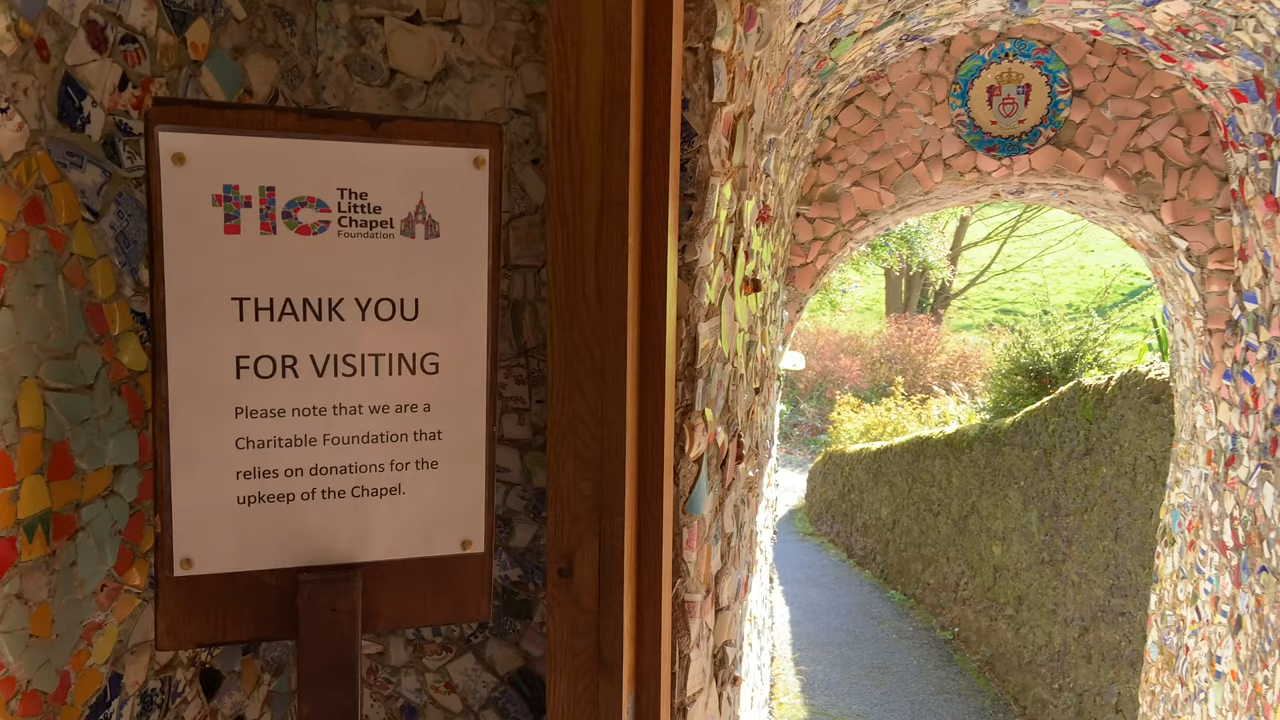 tlc
The
Little
Chapel
Foundation
THANK YOU
FOR VISITING
Please note that we are a
Charitable Foundation that
relies on donations for the
upkeep of the Chapel.